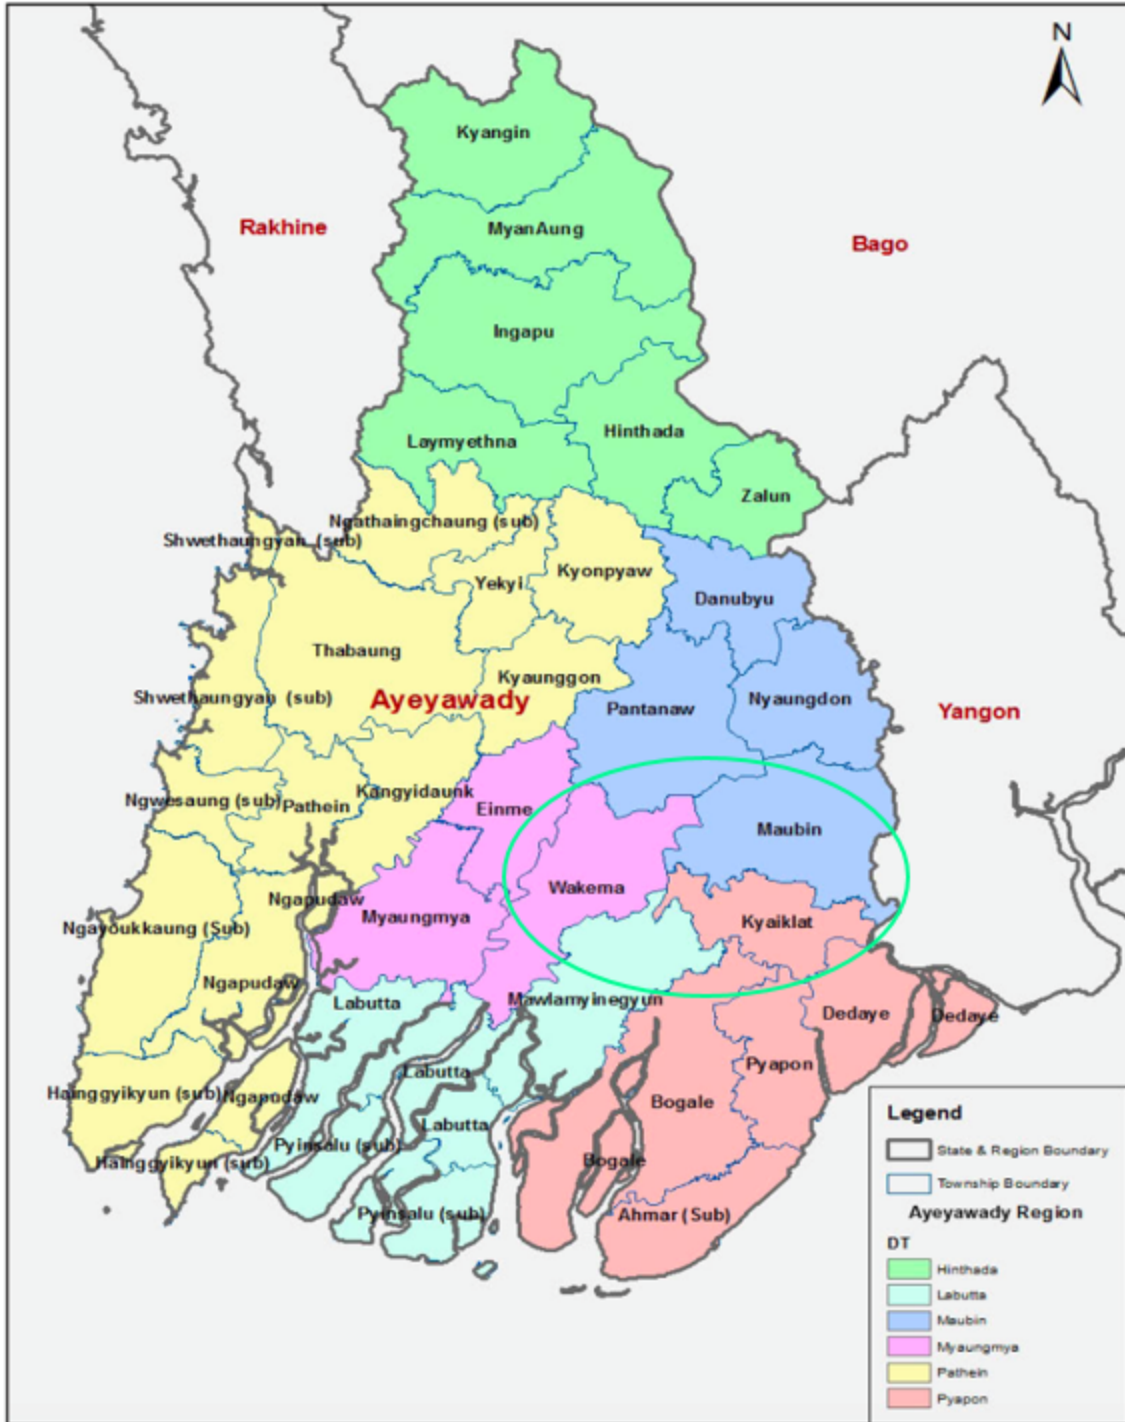 N
Kyangin
Rakhine
MyanAung
Bago
Ingapu
Hinthada
Laymyethna
Zalun
Ngathaingchaung (sub)
Shwethaungyan (sub)
Kyonpyaw
Yekyi
Danubyu
Thabaung
Kyaunggon
Shwethaungyan (sub)
Ayeyawady
Nyaungdon
Pantanaw
Yangon
Kangyidaunk
Ngwesaung (sub)
Pathein
Einme
Maubin
Wakema
Ngapudaw
Myaungmya
Kyaiklat
Ngayoukkaung (Sub)
Ngapudaw
Labutta
Mawlamyinegyun
Dedaye
Dedaye
Pyapon
Labutta
Hainggyikyun (sub)
Ngapudaw
Bogale
Labutta
Pyinsalu (sub)
Hainggyikyun (sub)
Bogale
Pyinsalu (sub)
Ahmar (Sub)
Legend
State & Region Boundary
Township Boundary
Ayeyawady Region
DT
Hinthada
Labutta
Maubin
Myaungmya
Pathein
Pyapon